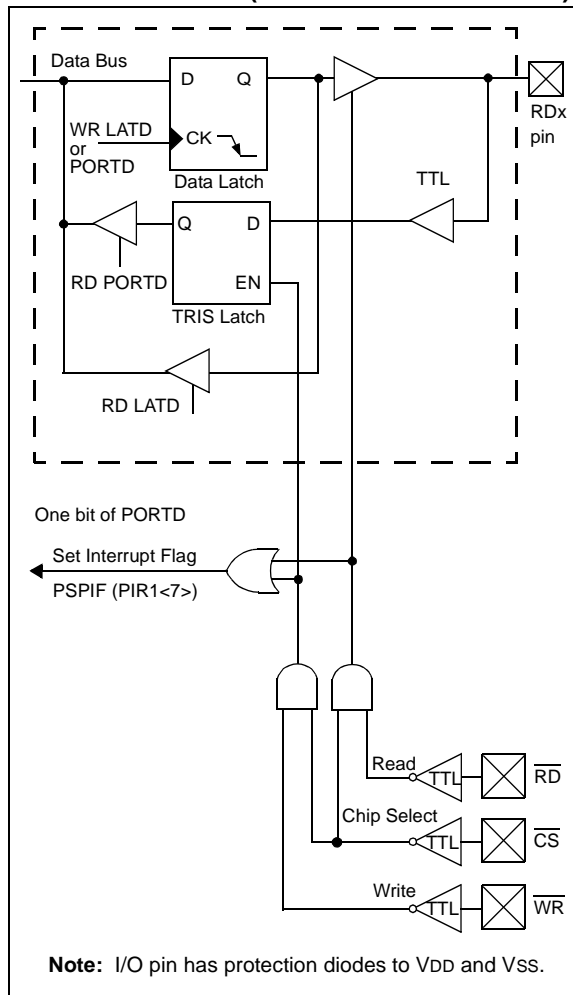 Data Bus
D Q
WR LATD
or
PORTD
CK
Data Latch
RDx
pin
TTL
Q D
RD PORTD
EN
TRIS Latch
RD LATD
One bit of PORTD
Set Interrupt Flag
PSPIF (PIR1<7>)
Read
TTL
RD
Chip Select
TTL
CS
Write
TTL
WR
Note: I/O pin has protection diodes to VDD and VSS.